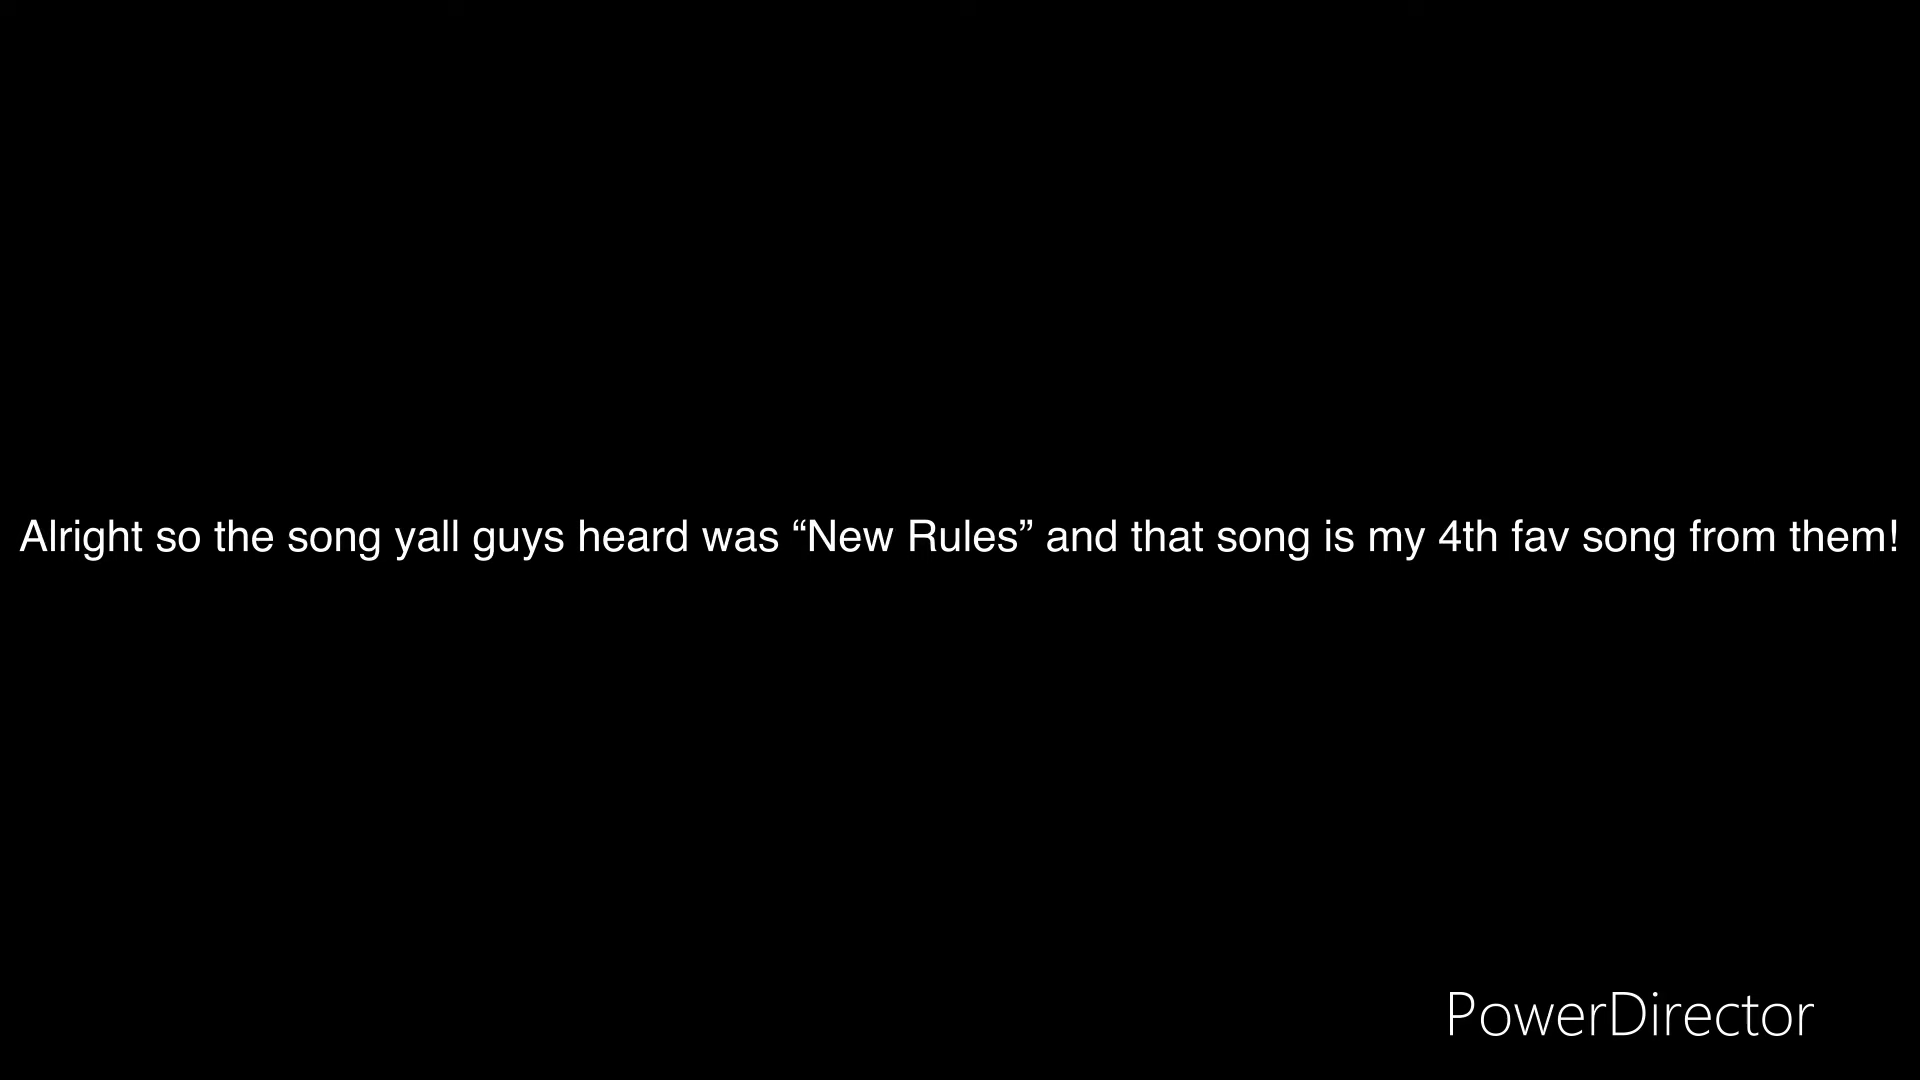 Alright so the song yall guys heard was “New Rules” and that song is my 4th fav song from them!
PowerDirector